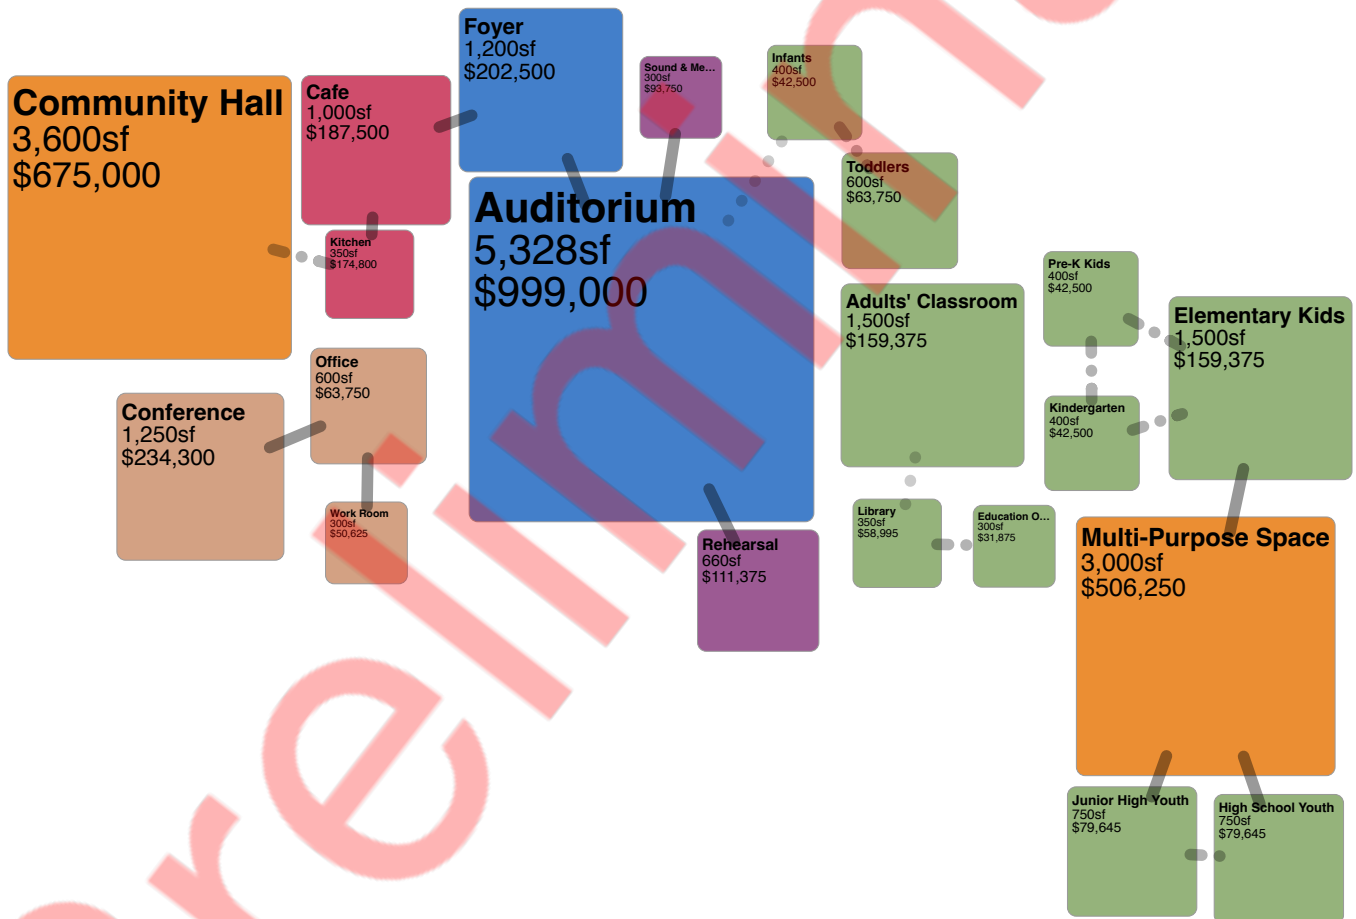 Foyer
1,200sf
$202,500
Sound & Me...
300sf
$93,750
Infants
400sf
$42,500
Community Hall
3,600sf
$675,000
Cafe
1,000sf
$187,500
Toddlers
600sf
$63,750
Auditorium
5,328sf
$999,000
Kitchen
350sf
$174,800
Pre-K Kids
400sf
$42,500
Adults' Classroom
1,500sf
$159,375
Elementary Kids
1,500sf
$159,375
Office
600sf
$63,750
Conference
1,250sf
$234,300
Kindergarten
400sf
$42,500
Work Room
300sf
$50,625
Library
350sf
$58,995
Education O...
300sf
$31,875
Rehearsal
660sf
$111,375
Multi-Purpose Space
3,000sf
$506,250
Junior High Youth
750sf
$79,645
High School Youth
750sf
$79,645
relimin